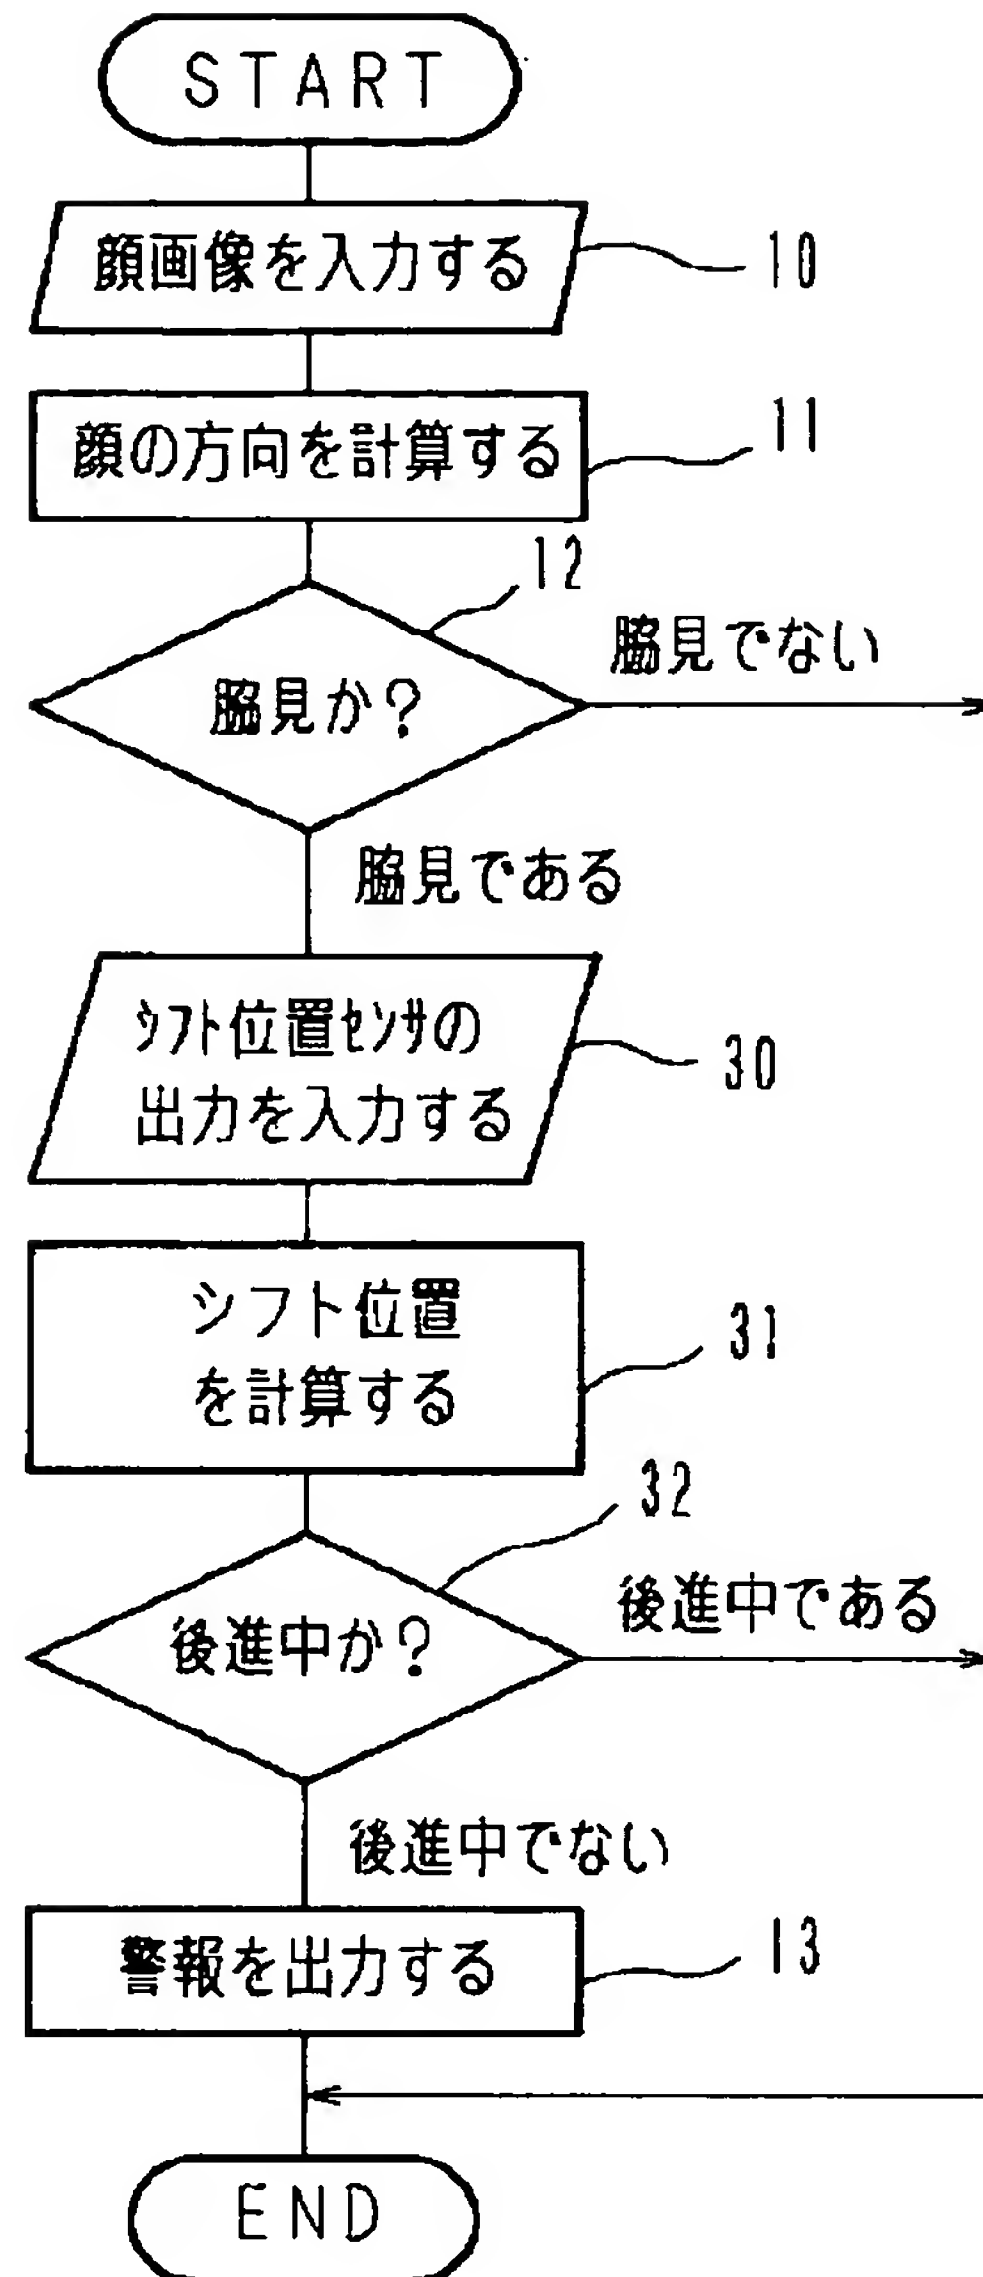 START
顔画像を入力する
10
顔の方向を計算する
11
12
脇見か?
脇見でない
脇見である
ｼﾌﾄ位置ｾﾝｻの
出力を入力する
30
シフト位置
を計算する
31
32
後進中か?
後進中である
後進中でない
警報を出力する
13
END